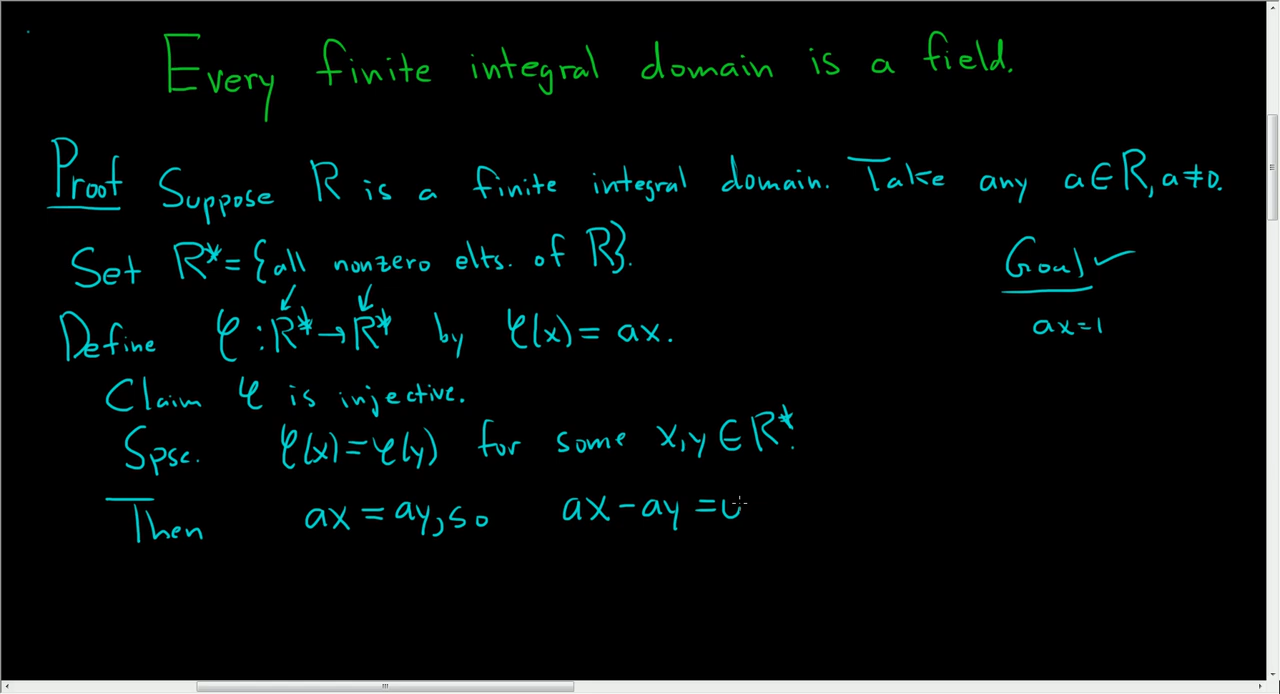 Every finite integral domain is a field.
Proof Suppose R is a finite integral domain. Take any a∈R, a≠0.
Set R* = {all nonzero elts. of R}.
Goal ✓
ax=1
Define φ: R*→R* by φ(x) = ax.
Claim φ is injective.
Spse. φ(x)=φ(y) for some x,y∈R*.
Then ax = ay, so ax - ay =